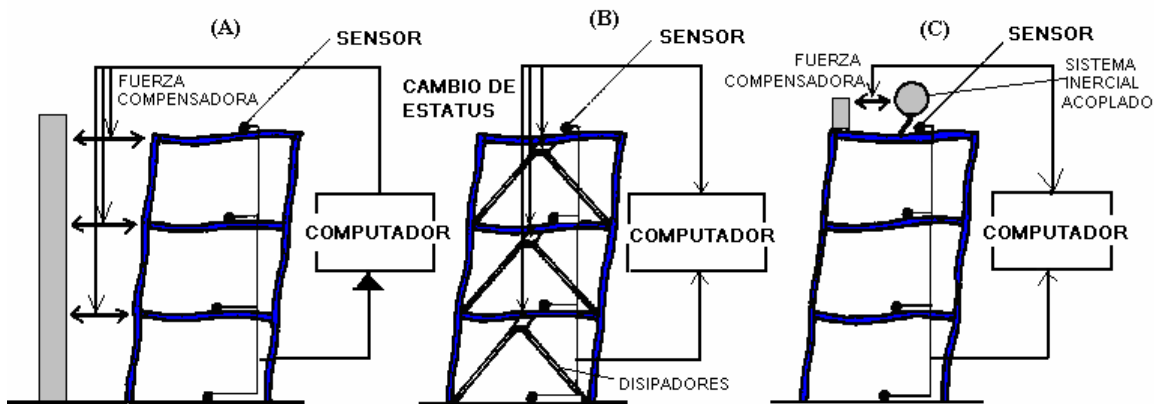 (A)
SENSOR
FUERZA
COMPENSADORA
COMPUTADOR
(B)
SENSOR
CAMBIO DE
ESTATUS
COMPUTADOR
DISIPADORES
(C)
SENSOR
FUERZA
COMPENSADORA
SISTEMA
INERCIAL
ACOPLADO
COMPUTADOR